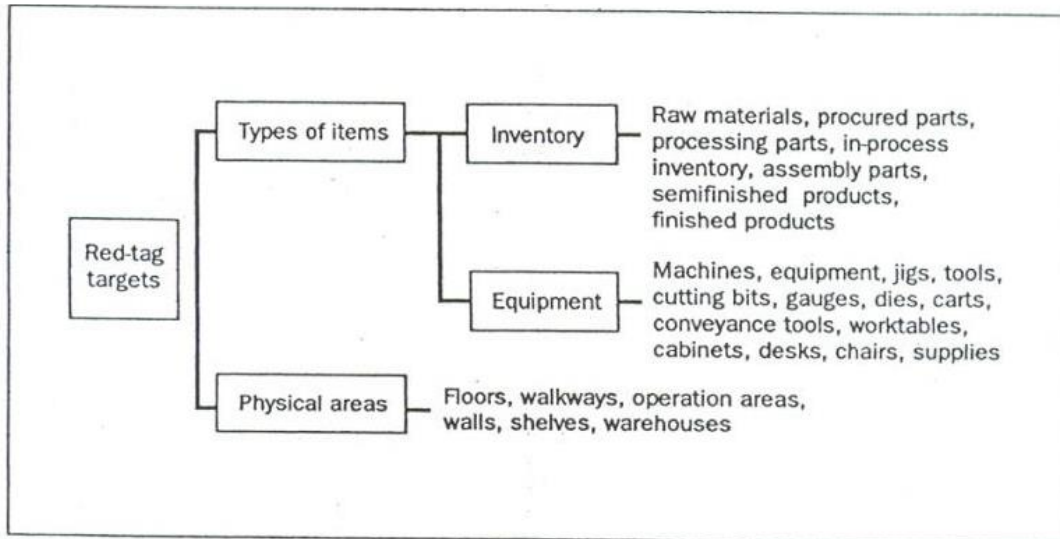 Red-tag
targets
Types of items
Inventory
Raw materials, procured parts,
processing parts, in-process
inventory, assembly parts,
semifinished products,
finished products
Equipment
Machines, equipment, jigs, tools,
cutting bits, gauges, dies, carts,
conveyance tools, worktables,
cabinets, desks, chairs, supplies
Physical areas
Floors, walkways, operation areas,
walls, shelves, warehouses